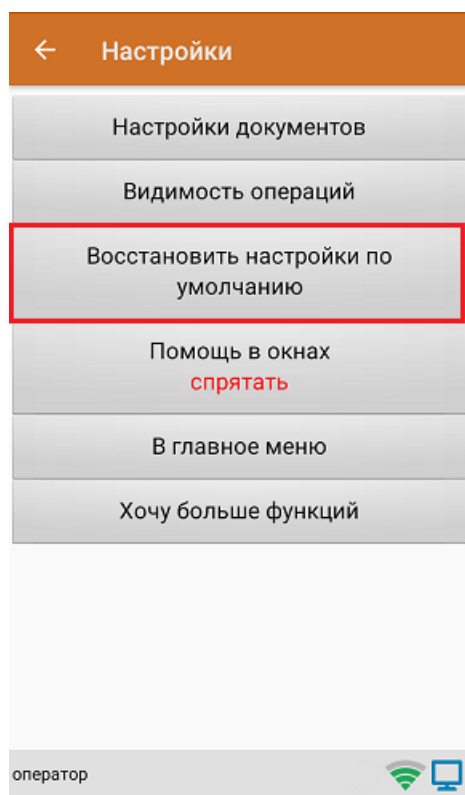 Настройки
Настройки документов
Видимость операций
Восстановить настройки по
умолчанию
Помощь в окнах
спрятать
В главное меню
Хочу больше функций
оператор